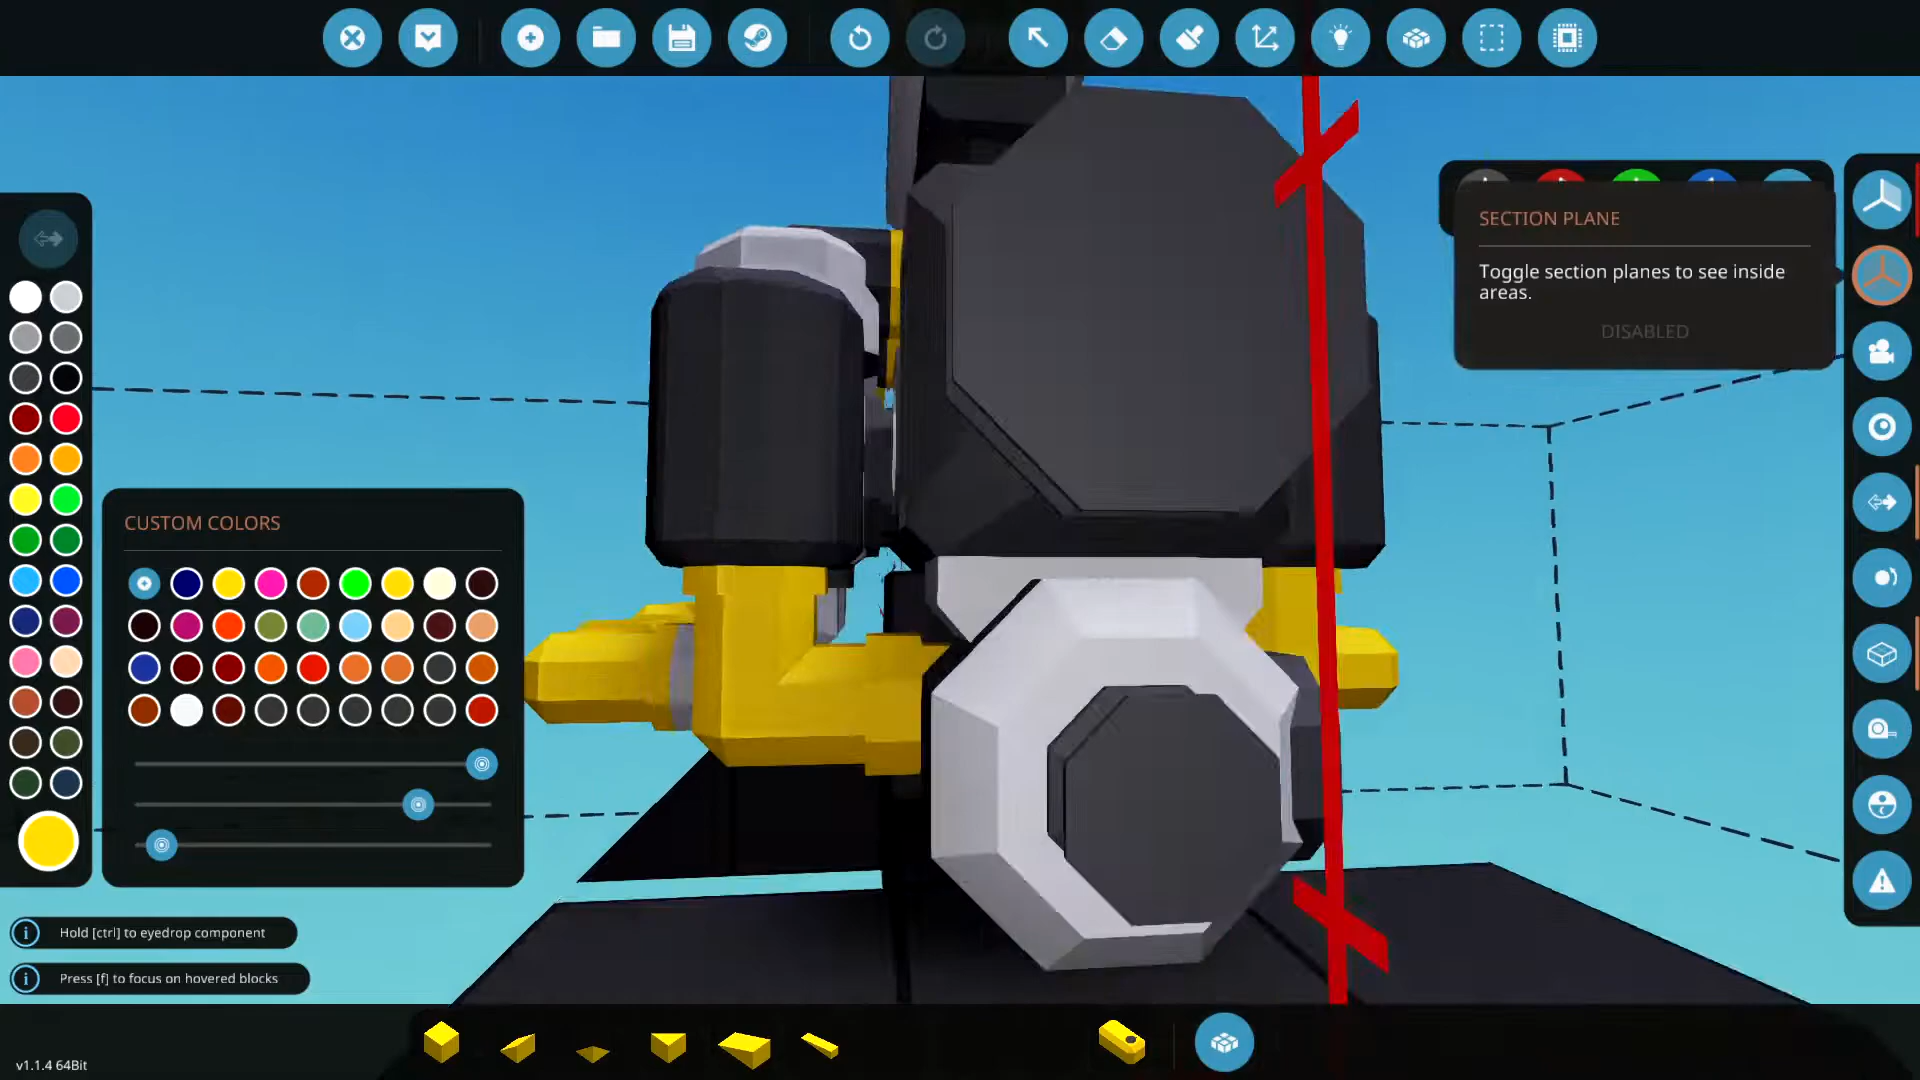 SECTION PLANE
Toggle section planes to see inside
areas.
DISABLED
CUSTOM COLORS
Hold [ctrl] to eyedrop component
Press [f] to focus on hovered blocks
v1.1.4 64Bit